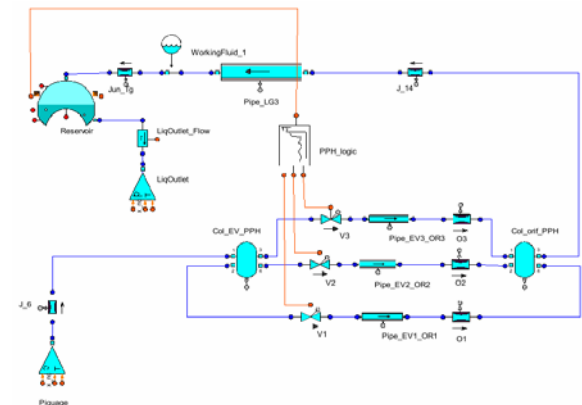 WorkingFluid_1
Jun_Tg
J_14
Pipe_LG3
Reservoir
LiqOutlet_Flow
PPH_logic
LiqOutlet
Col_EV_PPH
V3
Pipe_EV3_OR3
O3
Col_orif_PPH
V2
Pipe_EV2_OR2
O2
J_6
V1
Pipe_EV1_OR1
O1
Piquage